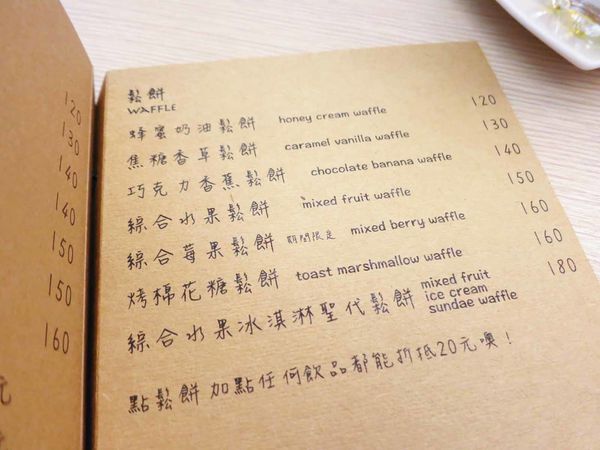 120
130
140
140
150
150
160
鬆餅
WAFFLE
蜂蜜奶油鬆餅 honey cream waffle 120
焦糖香草鬆餅 caramel vanilla waffle 130
巧克力香蕉鬆餅 chocolate banana waffle 140
綜合水果鬆餅 mixed fruit waffle 150
綜合莓果鬆餅 期間限定 mixed berry waffle 160
烤棉花糖鬆餅 toast marshmallow waffle 160
綜合水果冰淇淋聖代鬆餅 mixed fruit ice cream sundae waffle 180
點鬆餅加點任何飲品都能折抵20元噢！